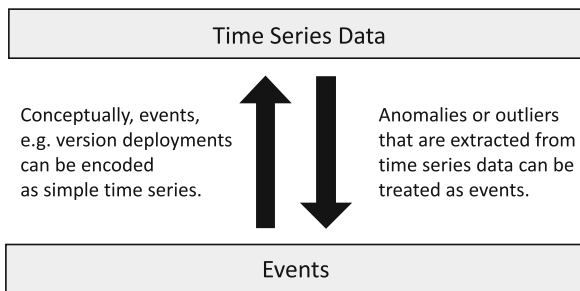 Time Series Data
Conceptually, events,
e.g. version deployments
can be encoded
as simple time series.
Anomalies or outliers
that are extracted from
time series data can be
treated as events.
Events